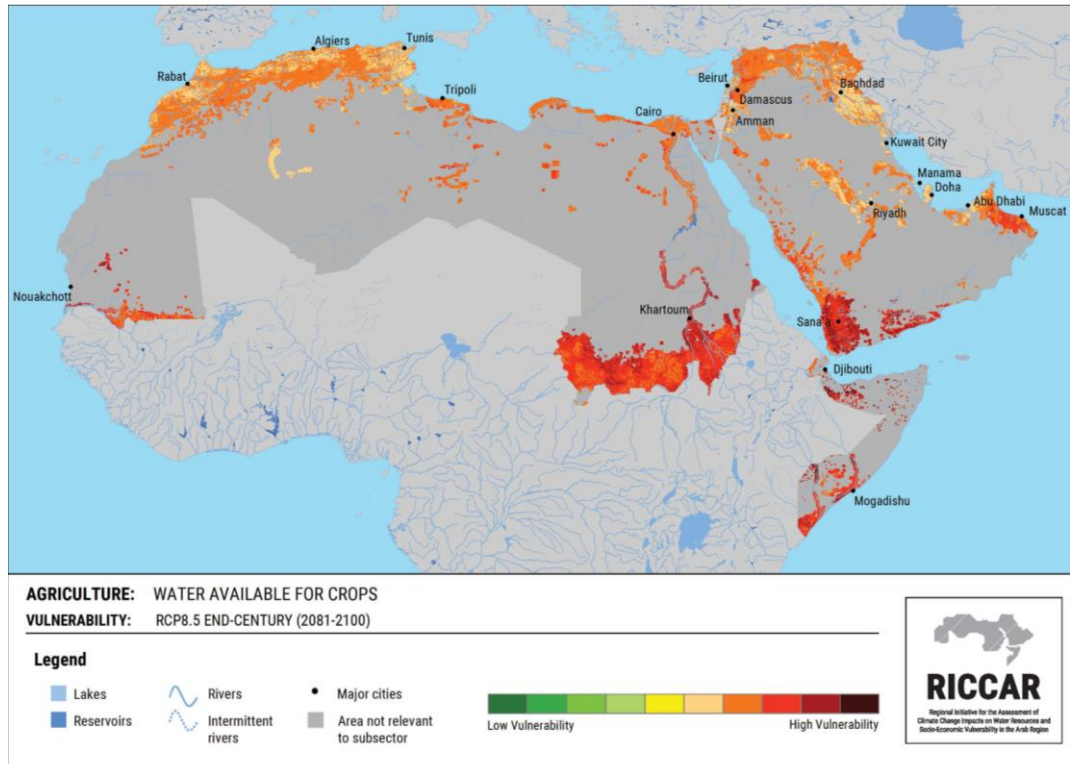 Algiers
Tunis
Rabat
Tripoli
Beirut
Damascus
Baghdad
Amman
Cairo
Kuwait City
Manama
Doha
Abu Dhabi
Riyadh
Muscat
Nouakchott
Khartoum
Sana'a
Djibouti
Mogadishu
AGRICULTURE: WATER AVAILABLE FOR CROPS
VULNERABILITY: RCP8.5 END-CENTURY (2081-2100)
Legend
Lakes
Reservoirs
Rivers
Intermittent
rivers
Major cities
Area not relevant
to subsector
Low Vulnerability
High Vulnerability
RICCAR
Regional Initiative for the Assessment of
Climate Change Impacts on Water Resources and
Socio-Economic Vulnerability in the Arab Region